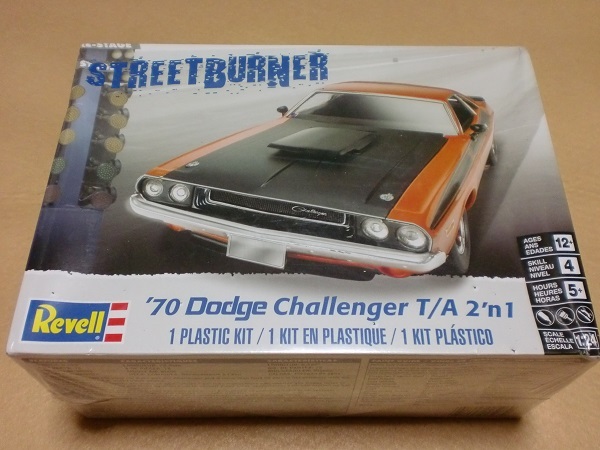 STREETBURNER
Challenger
AGES
ANS
EDADES
12+
SKILL
NIVEAU
NIVEL
4
HOURS
HEURES
HORAS
5+
SCALE
ECHELLE
ESCALA
1:24
Revell
'70 Dodge Challenger T/A 2'n1
1 PLASTIC KIT / 1 KIT EN PLASTIQUE / 1 KIT PLÁSTICO